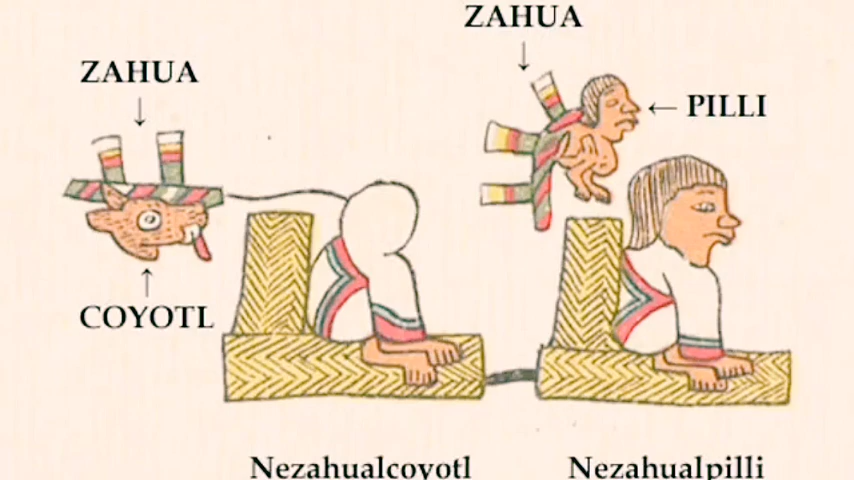 ZAHUA
ZAHUA
PILLI
COYOTL
Nezahualcoyotl
Nezahualpilli